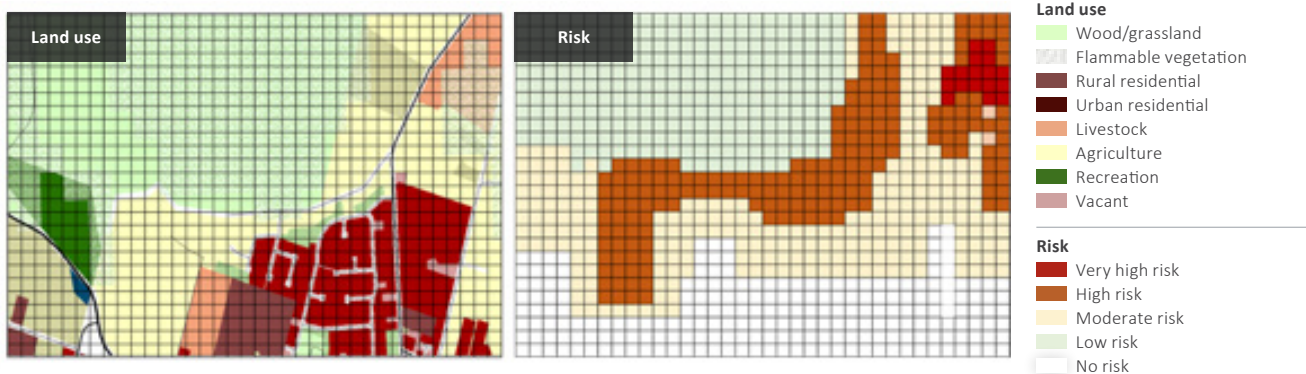 Land use
Risk
Land use
Wood/grassland
Flammable vegetation
Rural residential
Urban residential
Livestock
Agriculture
Recreation
Vacant
Risk
Very high risk
High risk
Moderate risk
Low risk
No risk